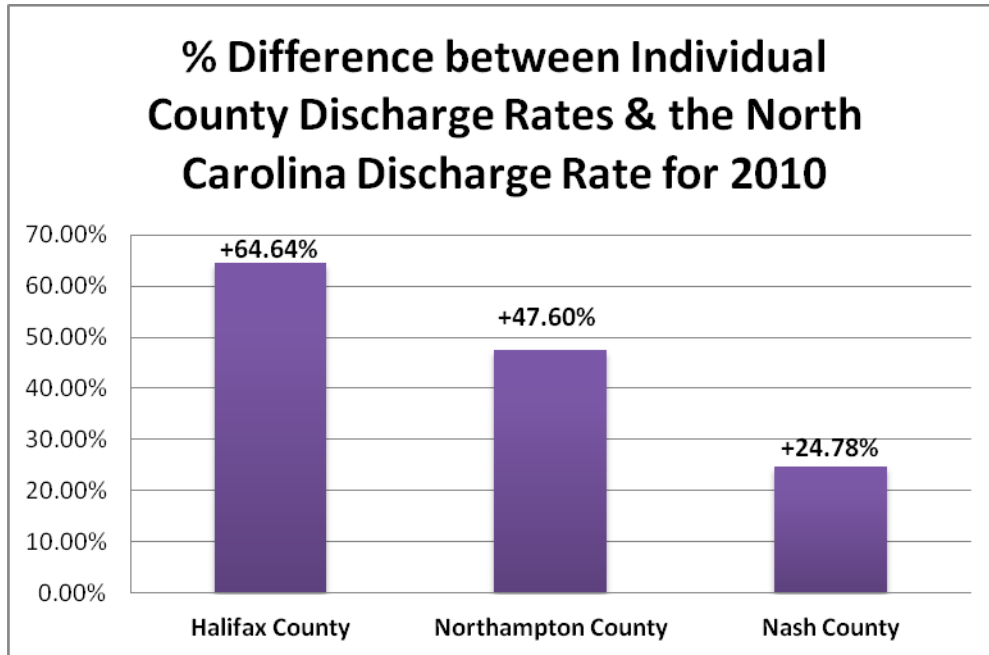 % Difference between Individual
County Discharge Rates & the North
Carolina Discharge Rate for 2010
70.00%
60.00%
50.00%
40.00%
30.00%
20.00%
10.00%
0.00%
+64.64%
+47.60%
+24.78%
Halifax County
Northampton County
Nash County